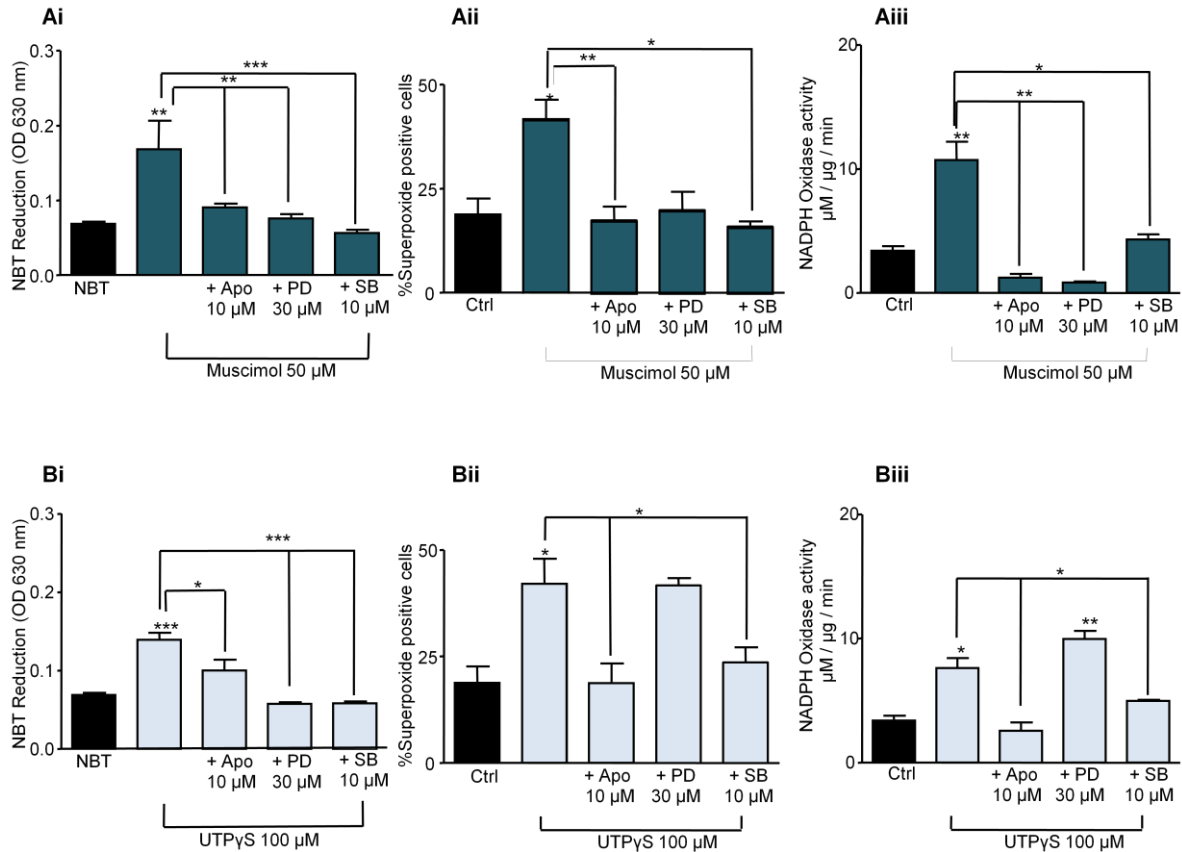 Ai
NBT Reduction (OD 630 nm)
0.3
0.2
0.1
0.0
***
**
**
NBT
+ Apo
10 µM
+ PD
30 µM
+ SB
10 µM
Muscimol 50 µM
Aii
%Superpoxide positive cells
50
25
0
*
**
*
Ctrl
+ Apo
10 µM
+ PD
30 µM
+ SB
10 µM
Muscimol 50 µM
Aiii
NADPH Oxidase activity
µM / µg / min
20
10
0
*
**
**
+ Apo
10 µM
+ PD
30 µM
+ SB
10 µM
Ctrl
Muscimol 50 µM
Bi
NBT Reduction (OD 630 nm)
0.3
0.2
0.1
0.0
***
*
***
NBT
+ Apo
10 µM
+ PD
30 µM
+ SB
10 µM
UTPγS 100 µM
Bii
%Superpoxide positive cells
50
25
0
*
*
Ctrl
+ Apo
10 µM
+ PD
30 µM
+ SB
10 µM
UTPγS 100 µM
Biii
NADPH Oxidase activity
µM / µg / min
20
10
0
*
*
**
Ctrl
+ Apo
10 µM
+ PD
30 µM
+ SB
10 µM
UTPγS 100 µM